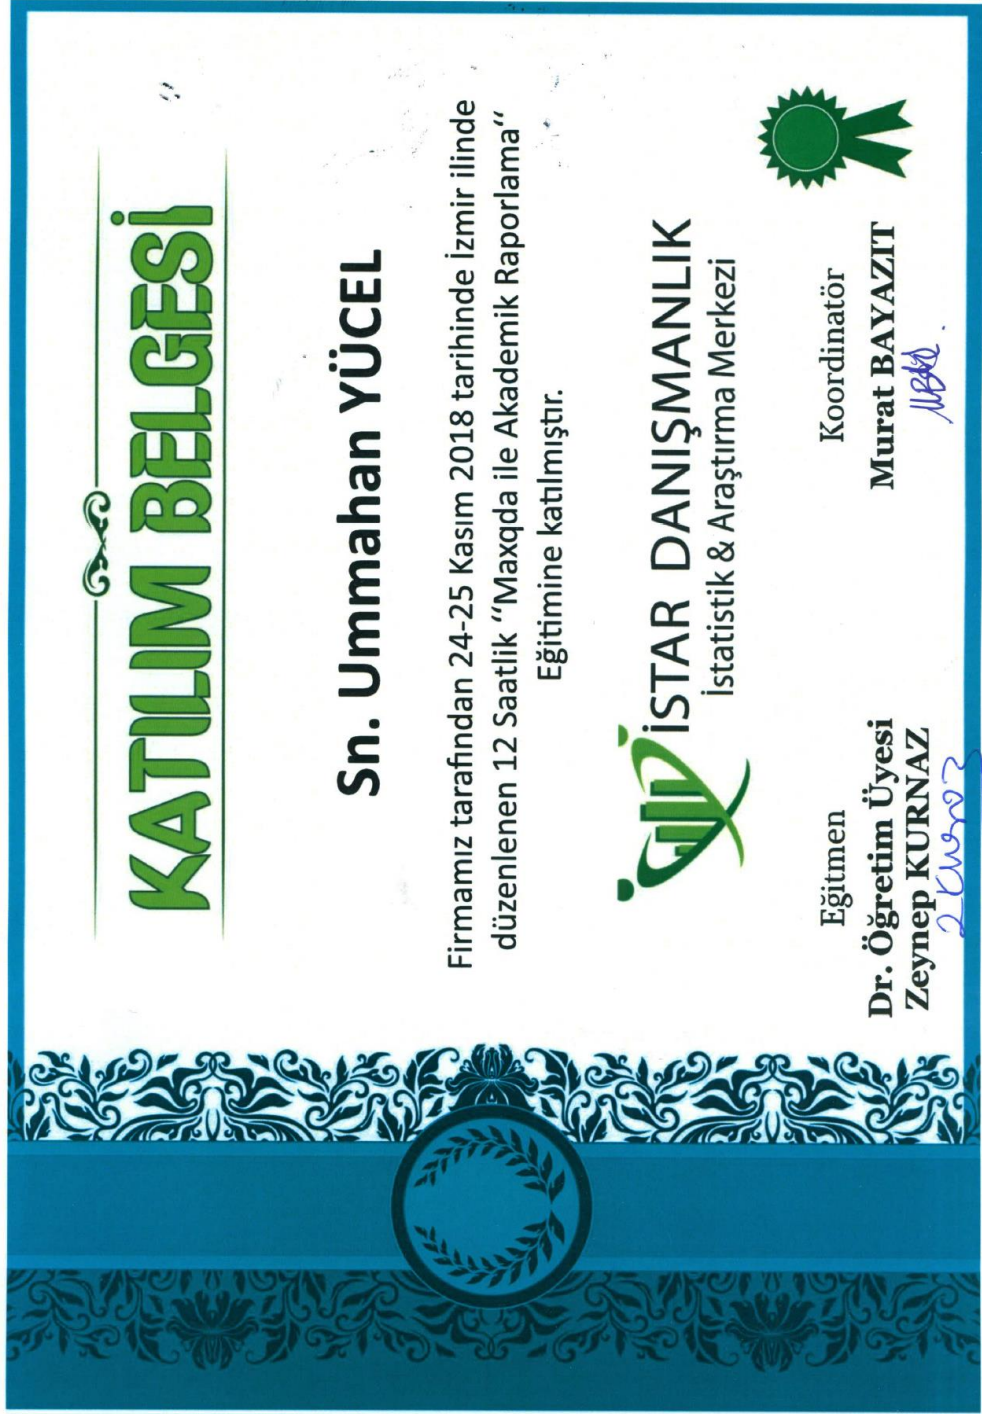 KATILIM BELGESİ
Sn. Ummahan YÜCEL
Firmamız tarafından 24-25 Kasım 2018 tarihinde İzmir ilinde
düzenlenen 12 Saatlik “Maxqda ile Akademik Raporlama“
Eğitimine katılmıştır.
İSTAR DANIŞMANLIK
İstatistik & Araştırma Merkezi
Eğitmen
Dr. Öğretim Üyesi
Zeynep KURNAZ
Koordinatör
Murat BAYAZIT